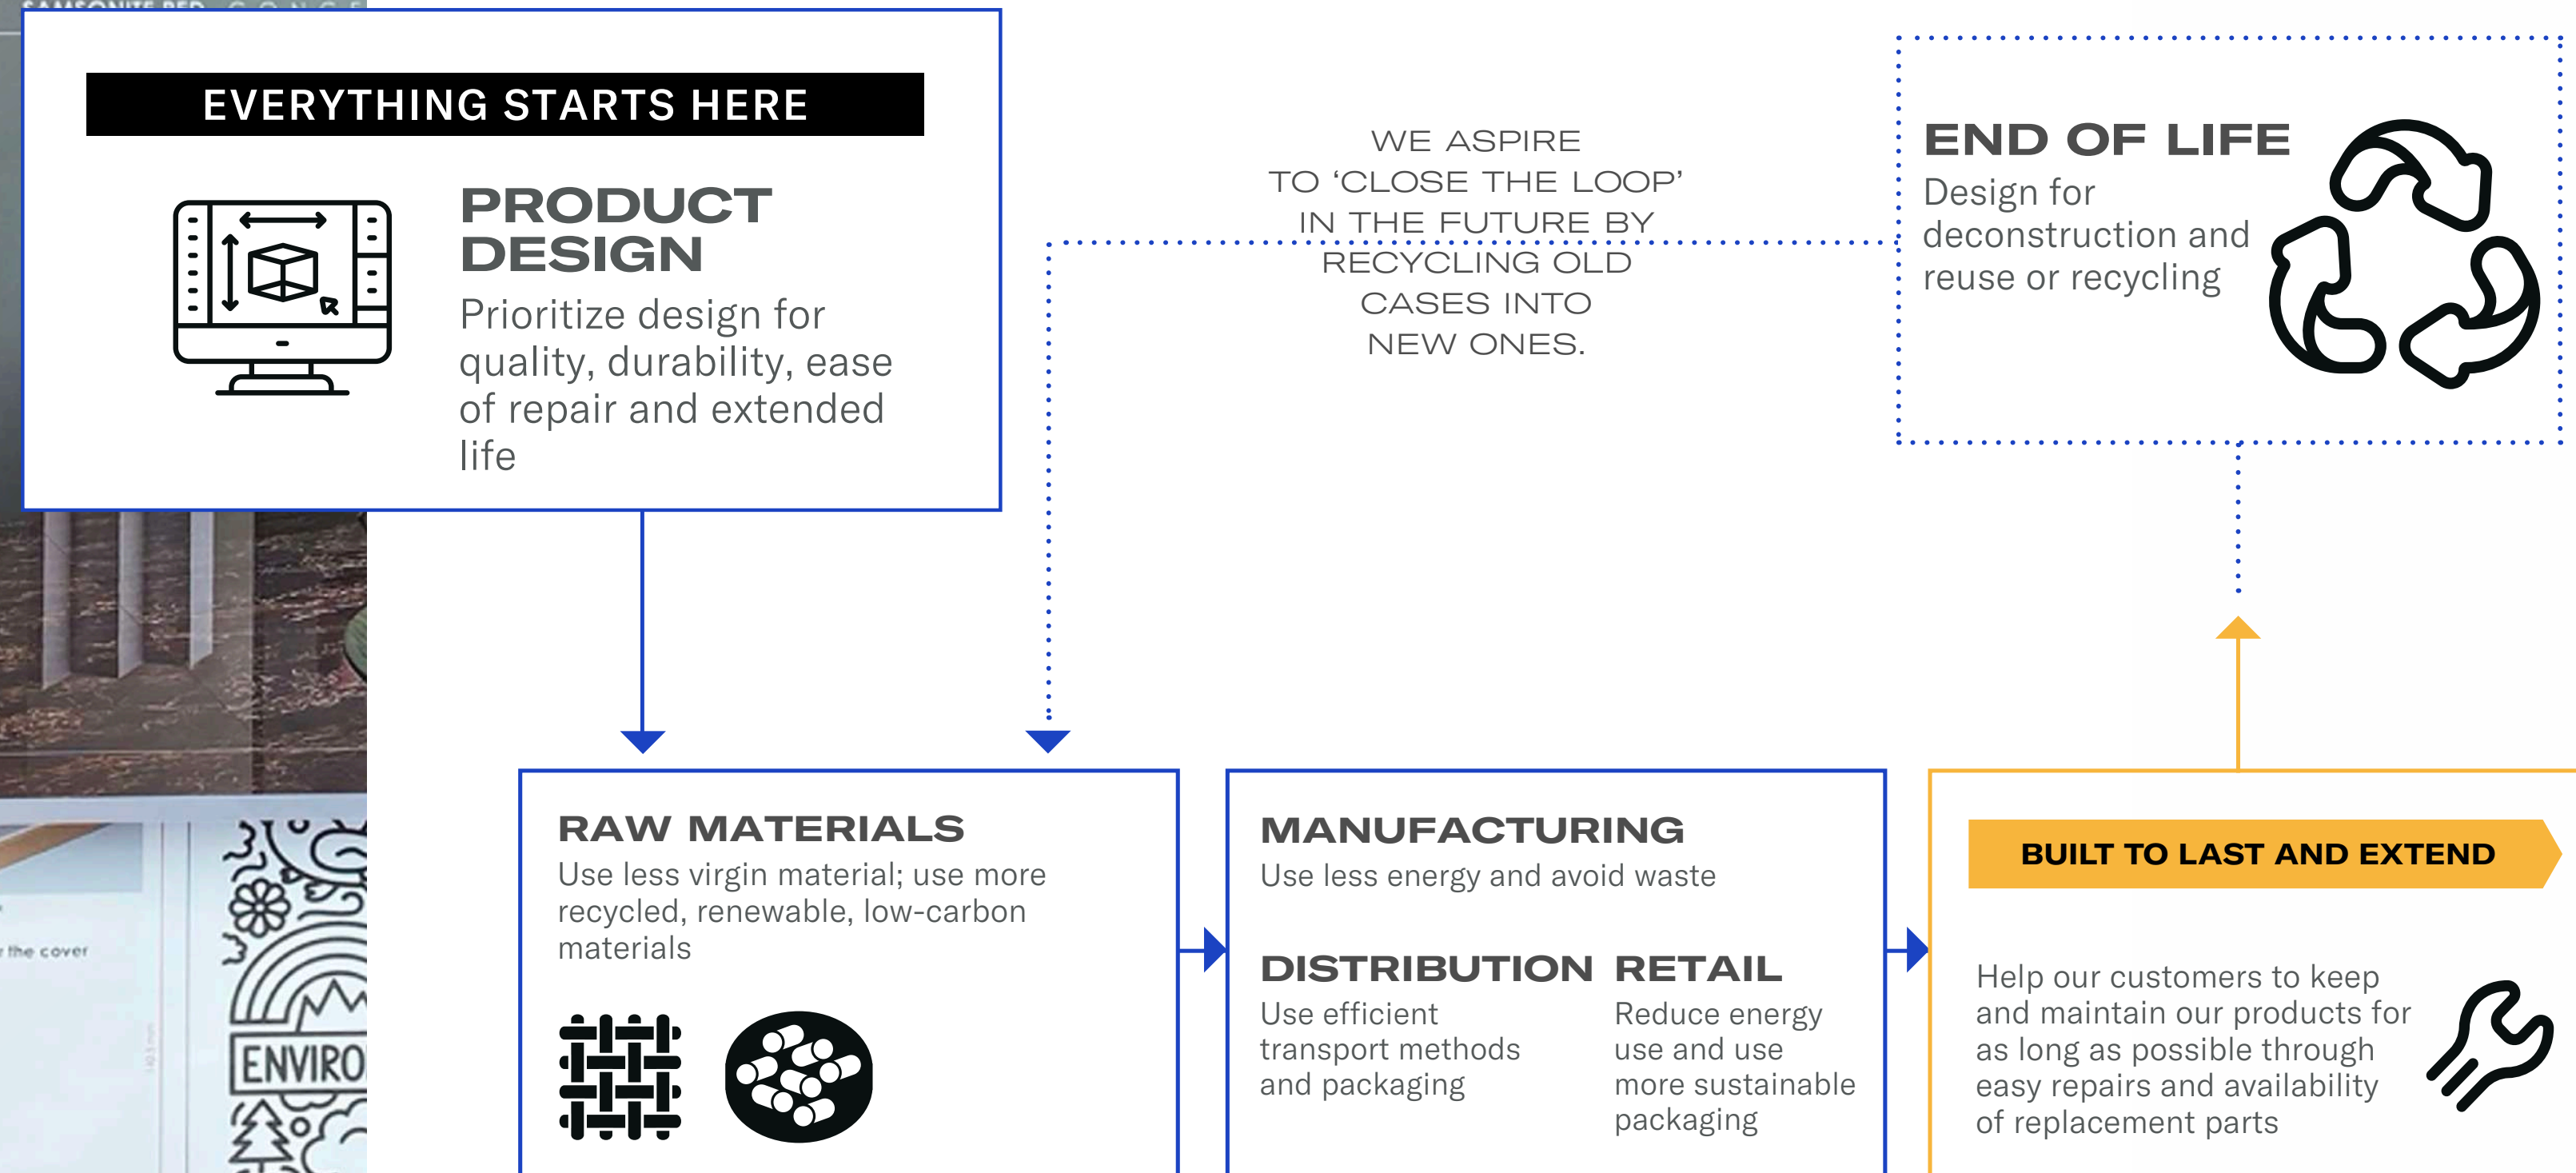 EVERYTHING STARTS HERE
PRODUCT
DESIGN
Prioritize design for
quality, durability, ease
of repair and extended
life
WE ASPIRE
TO ‘CLOSE THE LOOP’
IN THE FUTURE BY
RECYCLING OLD
CASES INTO
NEW ONES.
END OF LIFE
Design for
deconstruction and
reuse or recycling
RAW MATERIALS
Use less virgin material; use more
recycled, renewable, low-carbon
materials
MANUFACTURING
Use less energy and avoid waste
DISTRIBUTION
Use efficient
transport methods
and packaging
RETAIL
Reduce energy
use and use
more sustainable
packaging
BUILT TO LAST AND EXTEND
Help our customers to keep
and maintain our products for
as long as possible through
easy repairs and availability
of replacement parts
the cover
ENVIRO